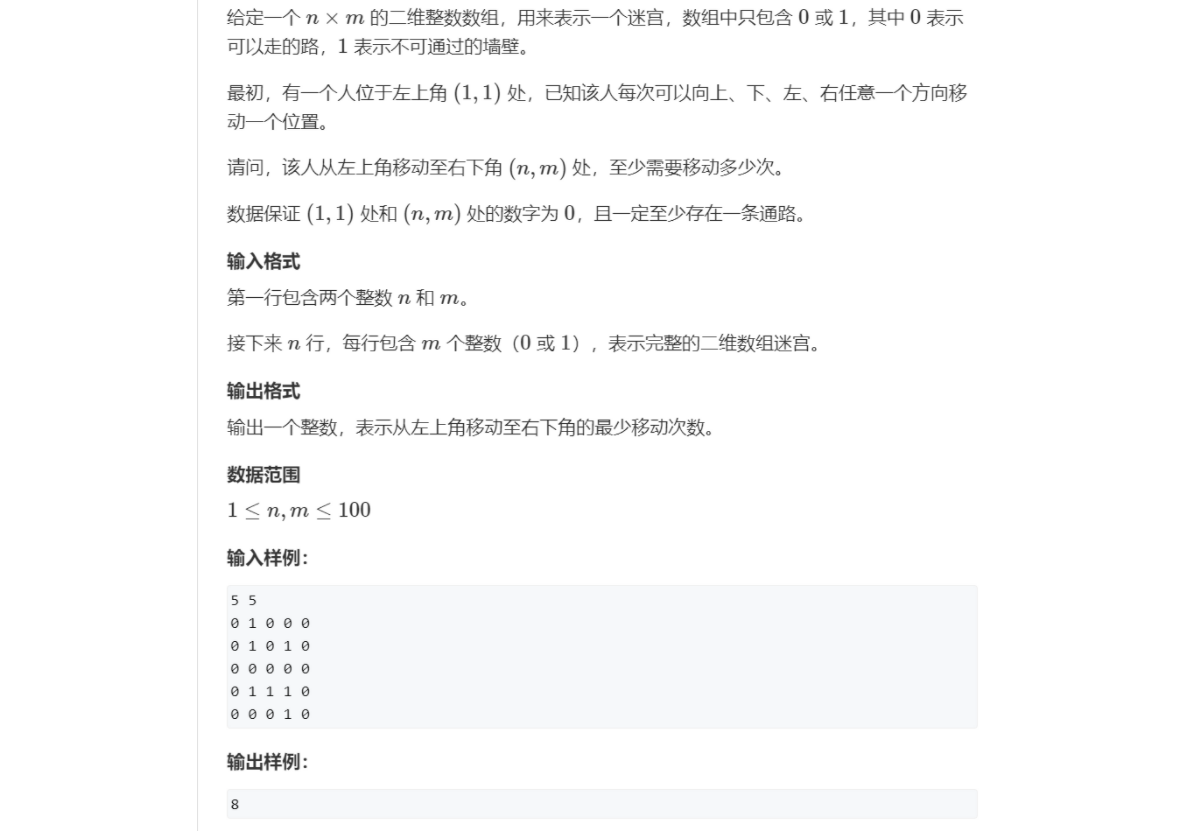 给定一个 n × m 的二维整数数组，用来表示一个迷宫，数组中只包含 0 或 1，其中 0 表示
可以走的路，1 表示不可通过的墙壁。
最初，有一个人位于左上角 (1, 1) 处，已知该人每次可以向上、下、左、右任意一个方向移
动一个位置。
请问，该人从左上角移动至右下角 (n, m) 处，至少需要移动多少次。
数据保证 (1, 1) 处和 (n, m) 处的数字为 0，且一定至少存在一条通路。
输入格式
第一行包含两个整数 n 和 m。
接下来 n 行，每行包含 m 个整数（0 或 1），表示完整的二维数组迷宫。
输出格式
输出一个整数，表示从左上角移动至右下角的最少移动次数。
数据范围
1 ≤ n, m ≤ 100
输入样例：
5 5
0 1 0 0 0
0 1 0 1 0
0 0 0 0 0
0 1 1 1 0
0 0 0 1 0
输出样例：
8